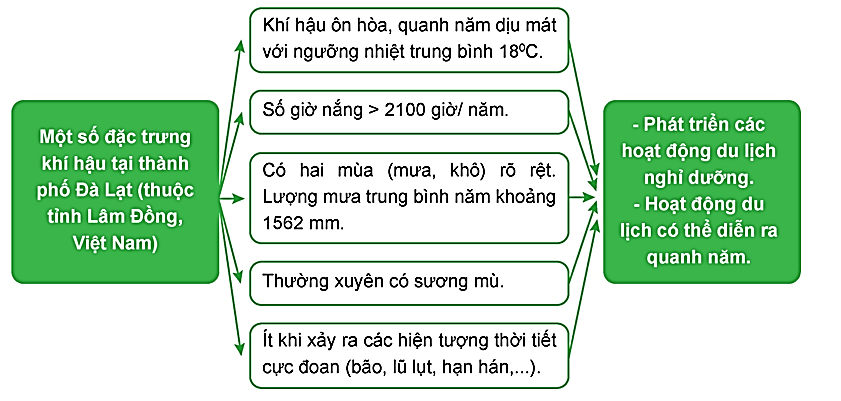 Một số đặc trưng
khí hậu tại thành
phố Đà Lạt (thuộc
tỉnh Lâm Đồng,
Việt Nam)
Khí hậu ôn hòa, quanh năm dịu mát
với ngưỡng nhiệt trung bình 18⁰C.
Số giờ nắng > 2100 giờ/ năm.
Có hai mùa (mưa, khô) rõ rệt.
Lượng mưa trung bình năm khoảng
1562 mm.
Thường xuyên có sương mù.
Ít khi xảy ra các hiện tượng thời tiết
cực đoan (bão, lũ lụt, hạn hán,...).
- Phát triển các
hoạt động du lịch
nghỉ dưỡng.
- Hoạt động du
lịch có thể diễn ra
quanh năm.